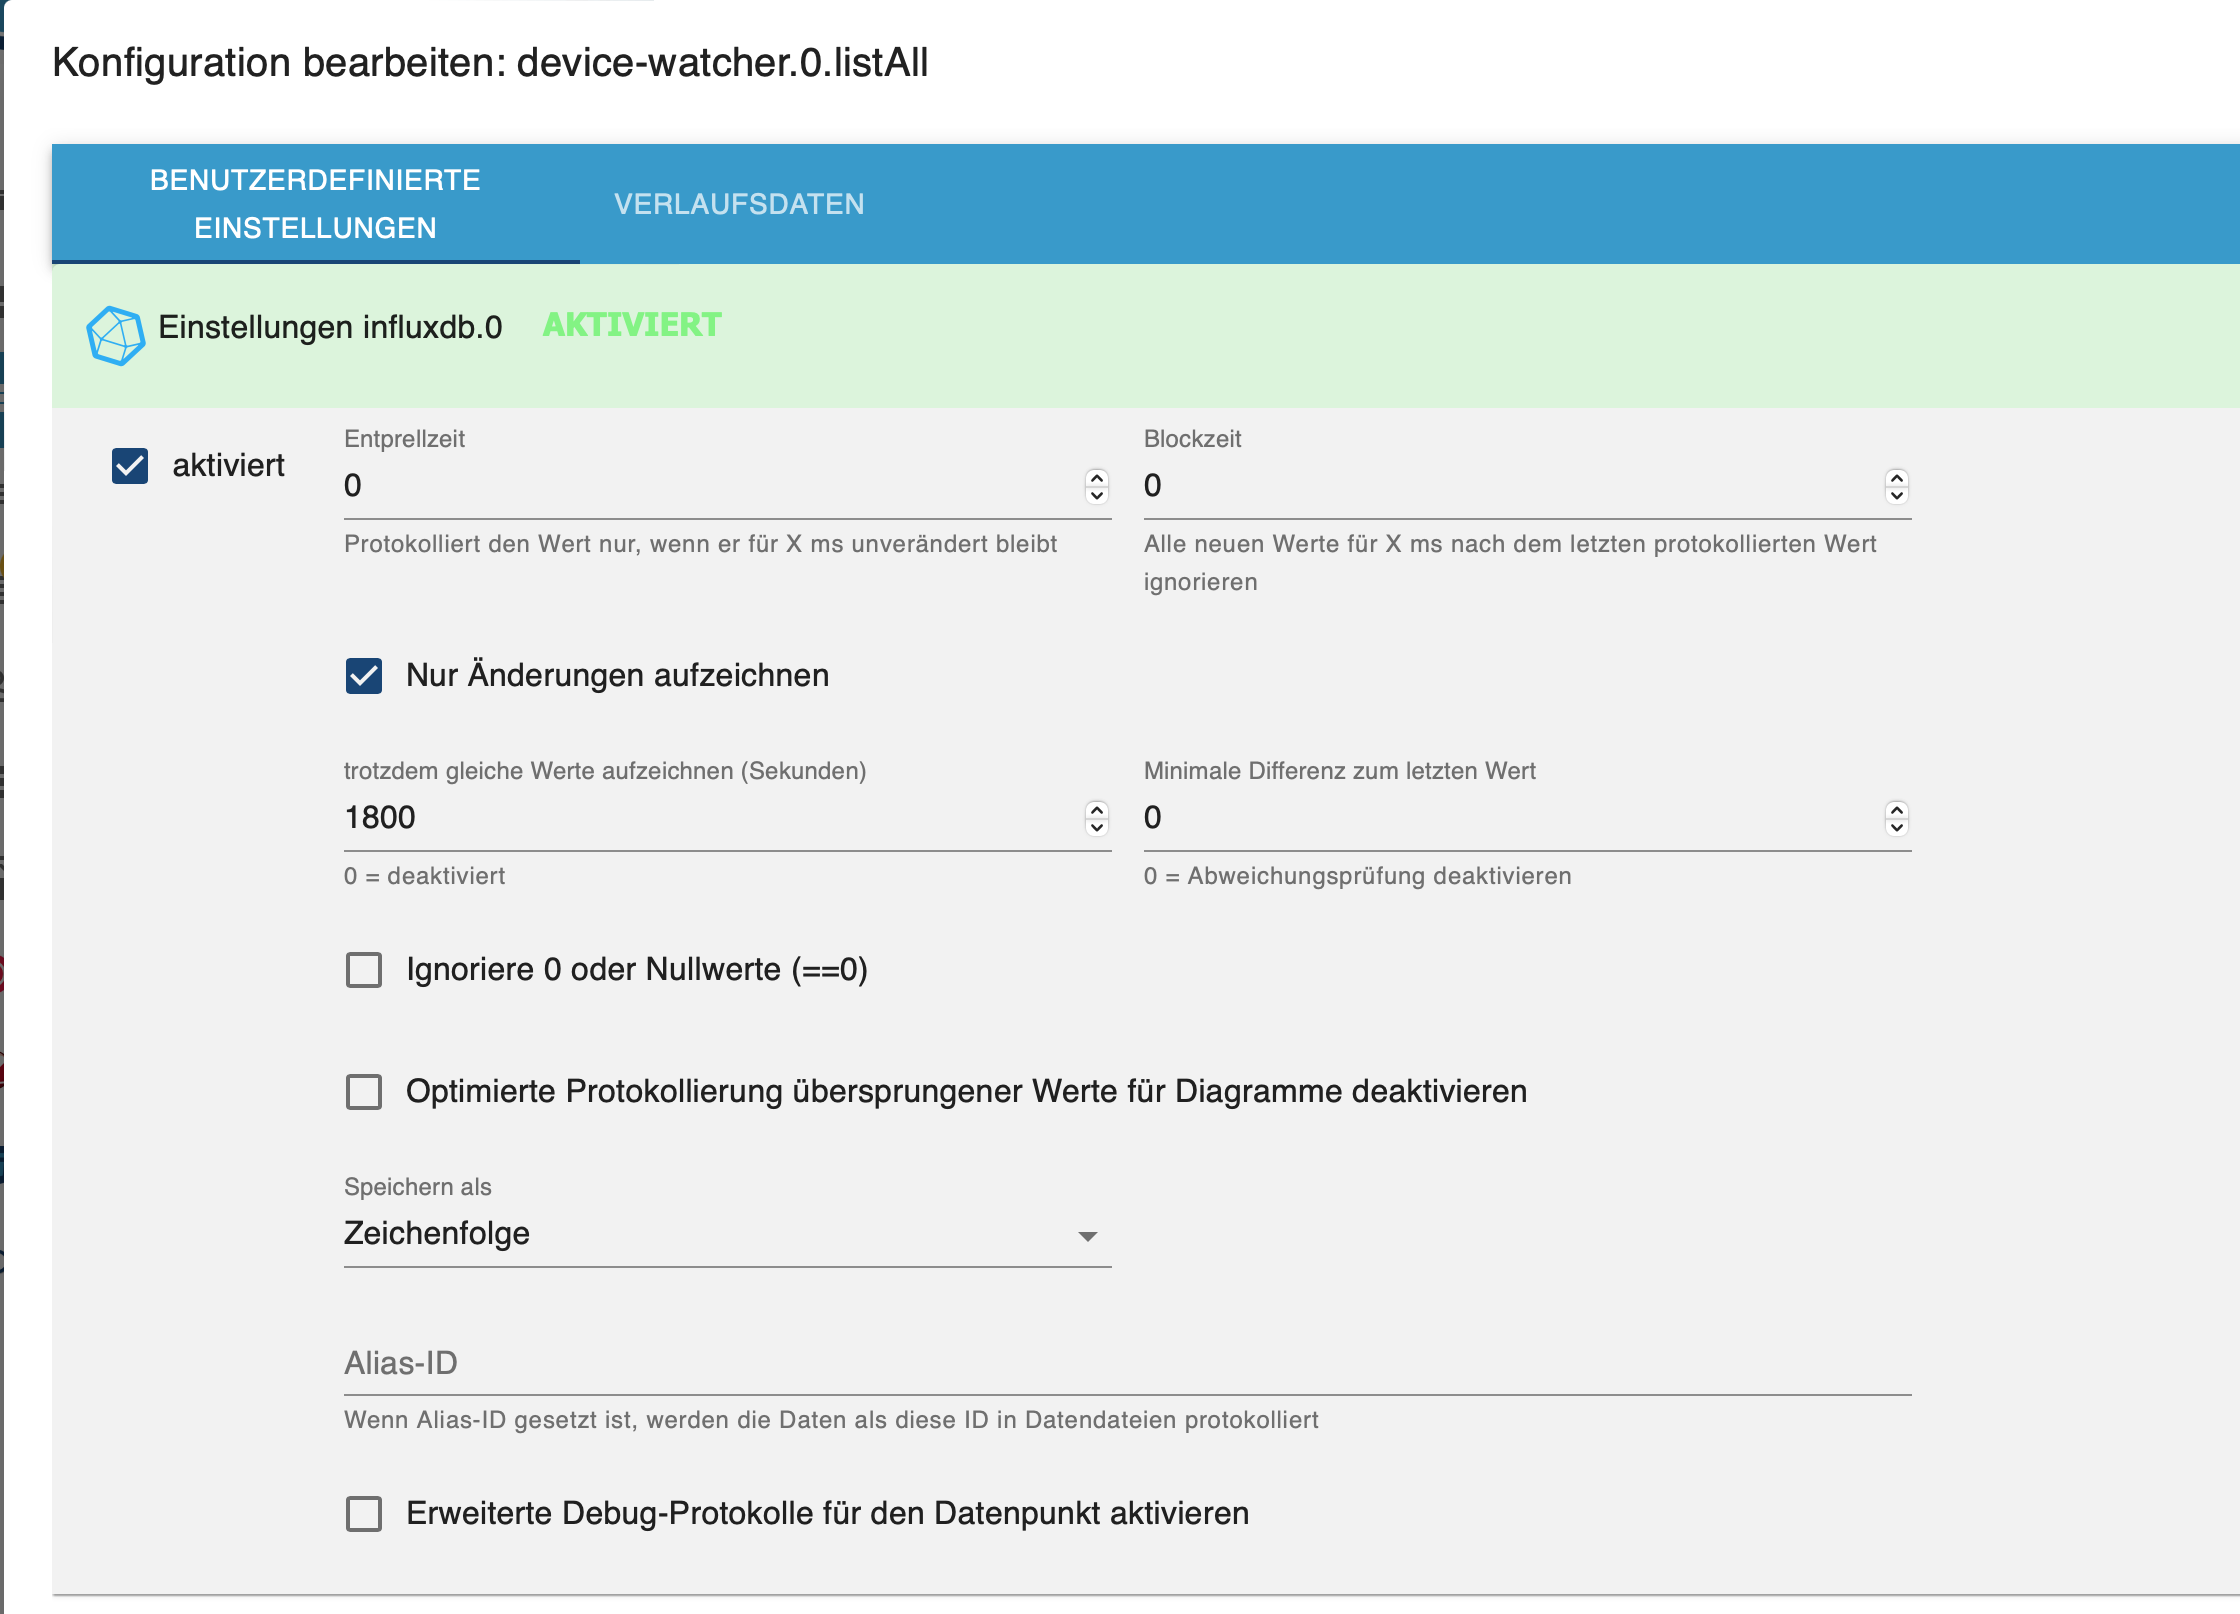 Konfiguration bearbeiten: device-watcher.0.listAll
BENUTZERDEFINIERTE
EINSTELLUNGEN
VERLAUFSDATEN
Einstellungen influxdb.0 AKTIVIERT
aktiviert
Entprellzeit
0
Protokolliert den Wert nur, wenn er für X ms unverändert bleibt
Blockzeit
0
Alle neuen Werte für X ms nach dem letzten protokollierten Wert
ignorieren
Nur Änderungen aufzeichnen
trotzdem gleiche Werte aufzeichnen (Sekunden)
1800
0 = deaktiviert
Minimale Differenz zum letzten Wert
0
0 = Abweichungsprüfung deaktivieren
Ignoriere 0 oder Nullwerte (==0)
Optimierte Protokollierung übersprungener Werte für Diagramme deaktivieren
Speichern als
Zeichenfolge
Alias-ID
Wenn Alias-ID gesetzt ist, werden die Daten als diese ID in Datendateien protokolliert
Erweiterte Debug-Protokolle für den Datenpunkt aktivieren